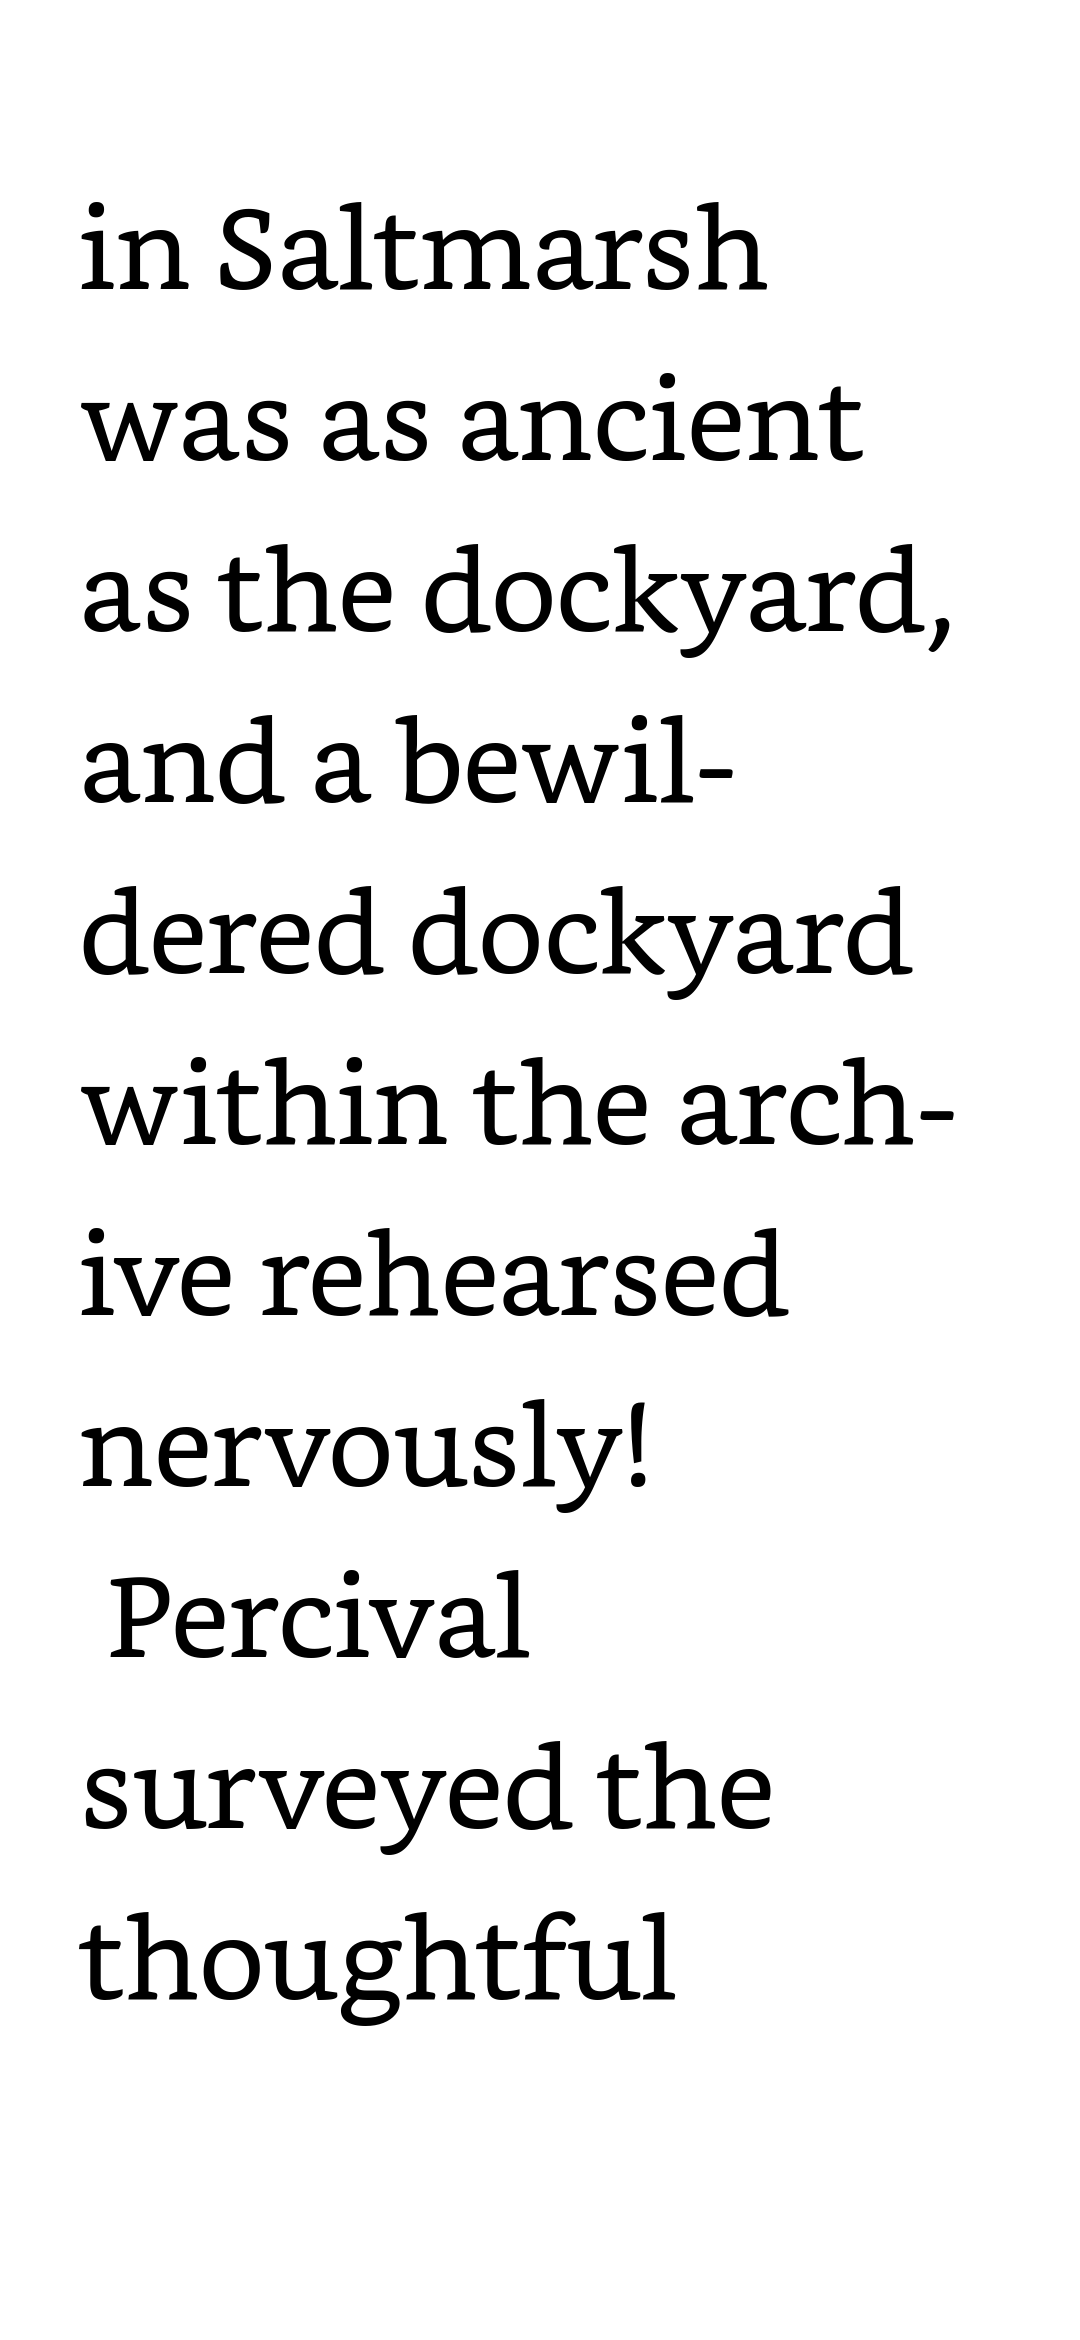 in Saltmarsh
was as ancient
as the dockyard,
and a bewil-
dered dockyard
within the arch-
ive rehearsed
nervously!
Percival
surveyed the
thoughtful